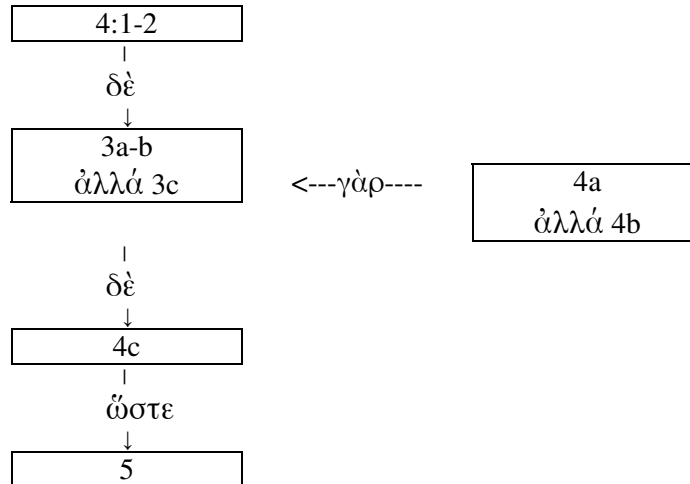 4:1-2
δὲ
↓
3a-b
ἀλλά 3c
<---γὰρ----
4a
ἀλλά 4b
δὲ
↓
4c
ὥστε
↓
5